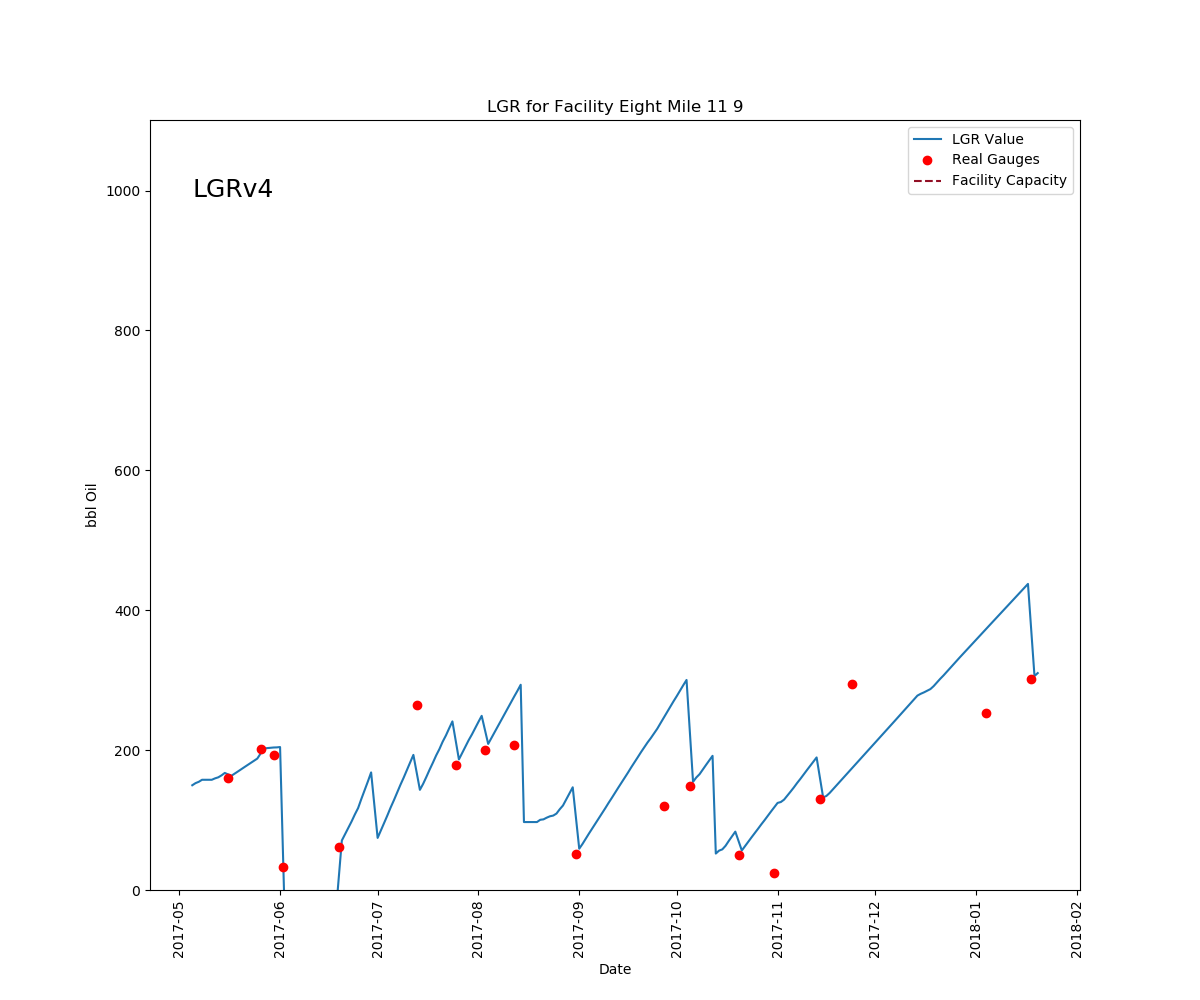 LGR for Facility Eight Mile 11 9
LGR Value
Real Gauges
Facility Capacity
LGRv4
1000
800
600
400
200
0
bbl Oil
2017-05
2017-06
2017-07
2017-08
2017-09
2017-10
2017-11
2017-12
2018-01
2018-02
Date